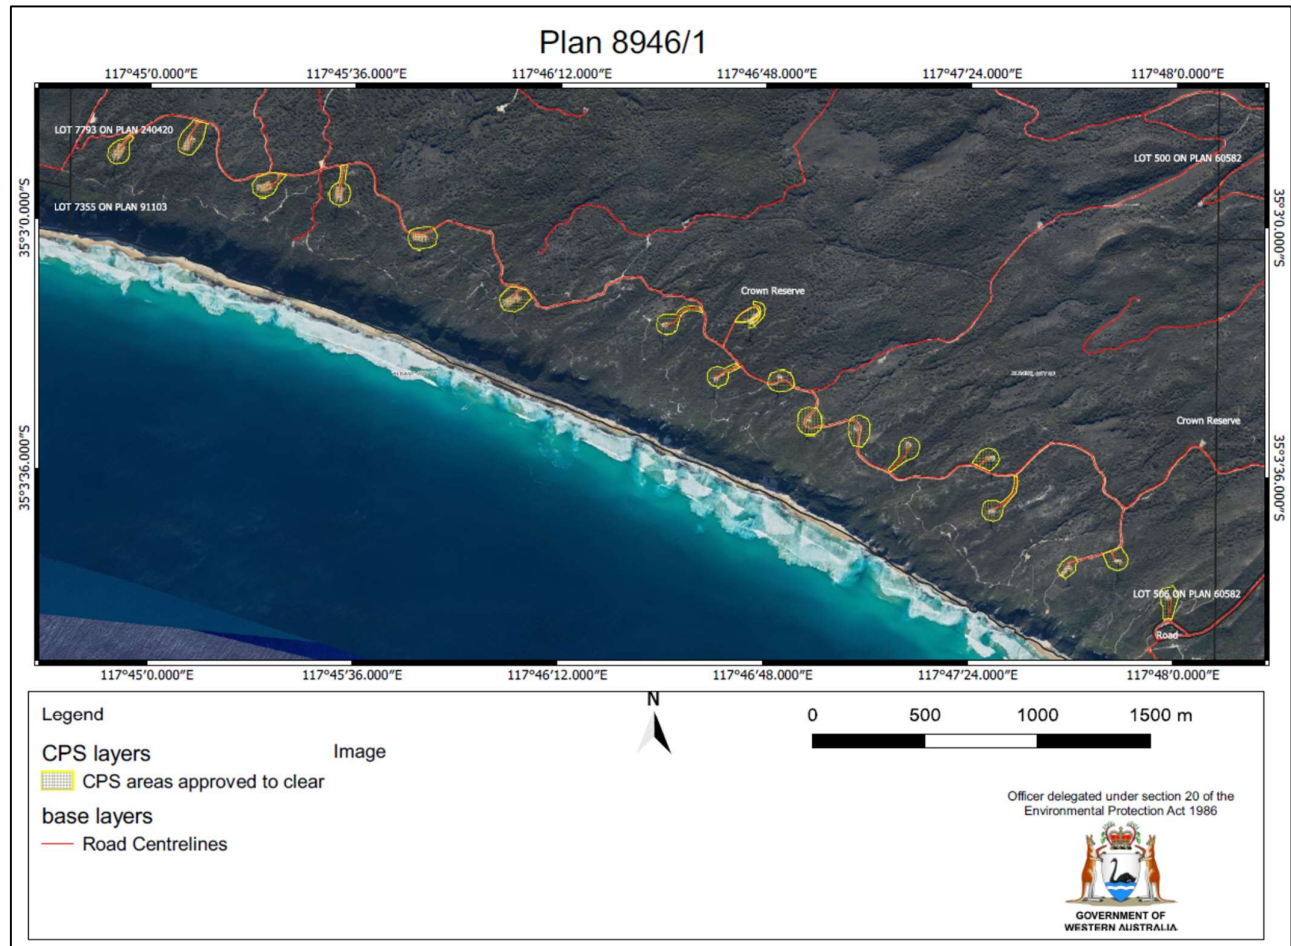 Plan 8946/1
117°45′0.000″E 117°45′36.000″E 117°46′12.000″E 117°46′48.000″E 117°47′24.000″E 117°48′0.000″E
LOT 7793 ON PLAN 240420
LOT 500 ON PLAN 60582
LOT 7355 ON PLAN 91103
35°3′0.000″S
35°3′0.000″S
Crown Reserve
Crown Reserve
35°3′36.000″S
35°3′36.000″S
LOT 506 ON PLAN 60582
Road
117°45′0.000″E 117°45′36.000″E 117°46′12.000″E 117°46′48.000″E 117°47′24.000″E 117°48′0.000″E
Legend
CPS layers
Image
CPS areas approved to clear
base layers
Road Centrelines
N
0 500 1000 1500 m
Officer delegated under section 20 of the
Environmental Protection Act 1986
GOVERNMENT OF
WESTERN AUSTRALIA